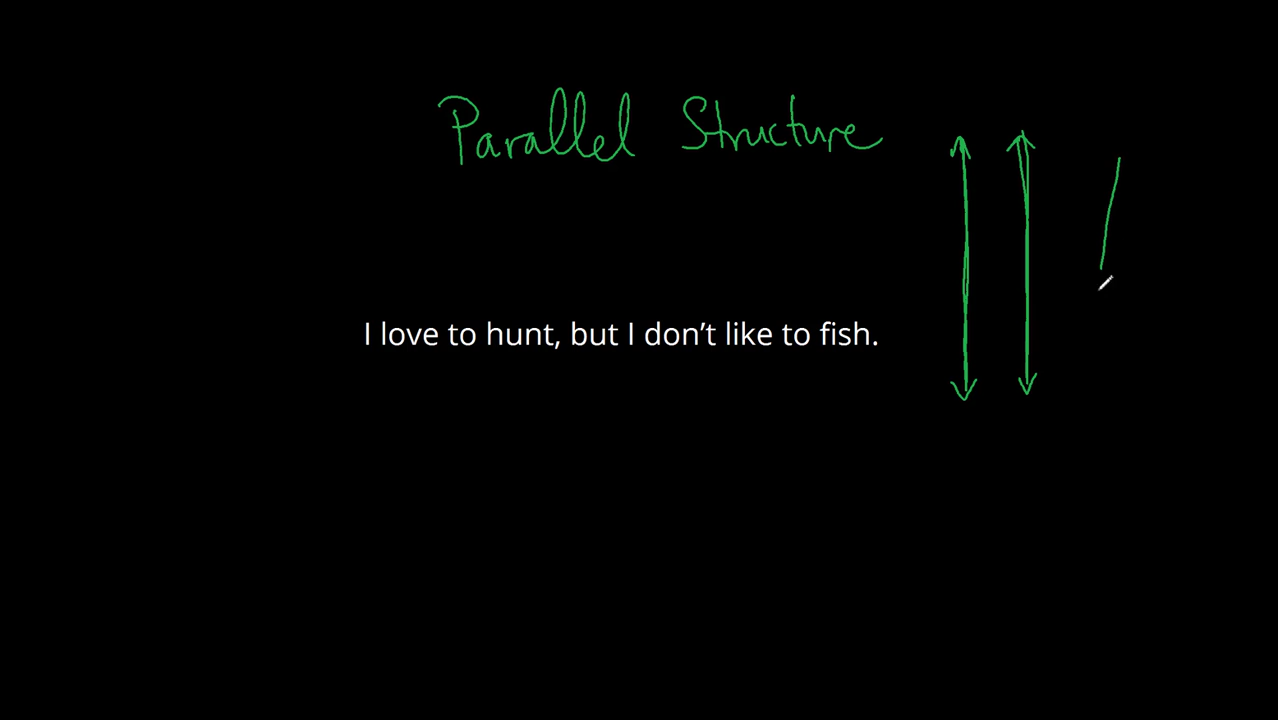 Parallel Structure
I love to hunt, but I don’t like to fish.